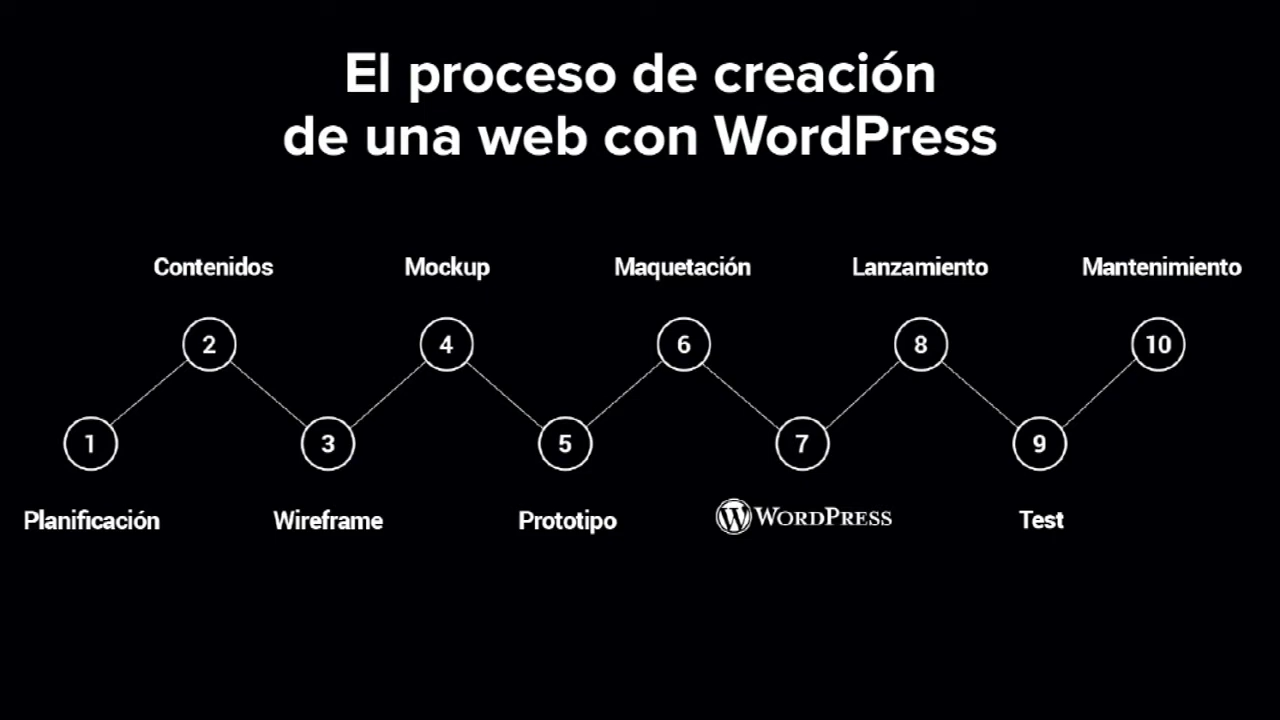 El proceso de creación
de una web con WordPress
Contenidos
Mockup
Maquetación
Lanzamiento
Mantenimiento
2
4
6
8
10
1
3
5
7
9
Planificación
Wireframe
Prototipo
WORDPRESS
Test